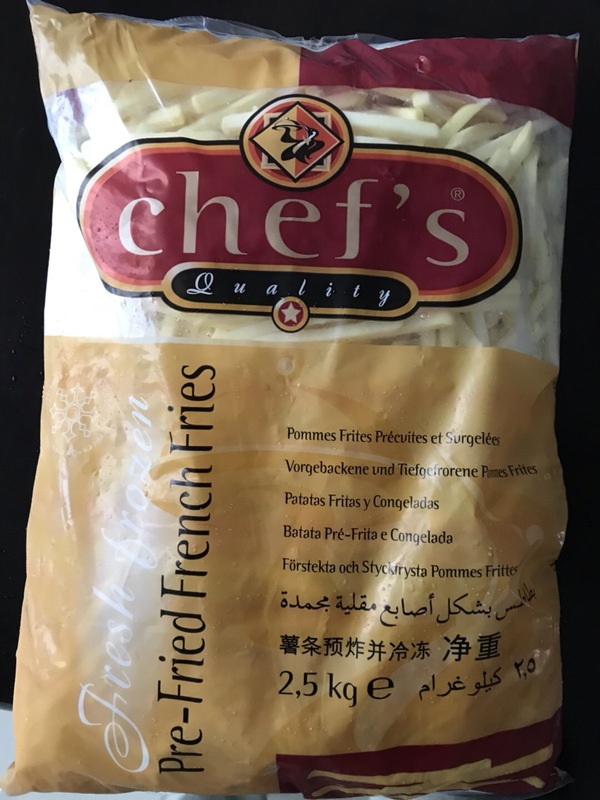 chef's®
Quality
Fresh frozen
Pre-Fried French Fries
Pommes Frites Précuites et Surgelées
Vorgebackene und Tiefgefrorene Frites
Patatas Fritas y Congeladas
Batata Pré-Frita e Congelada
Förstekta och Styckfrysta Pommes Frittes
بشكل أصابع مقلية مجمدة
薯条预炸并冷冻 净重
2,5 kg e ٢,٥ كيلو غرام